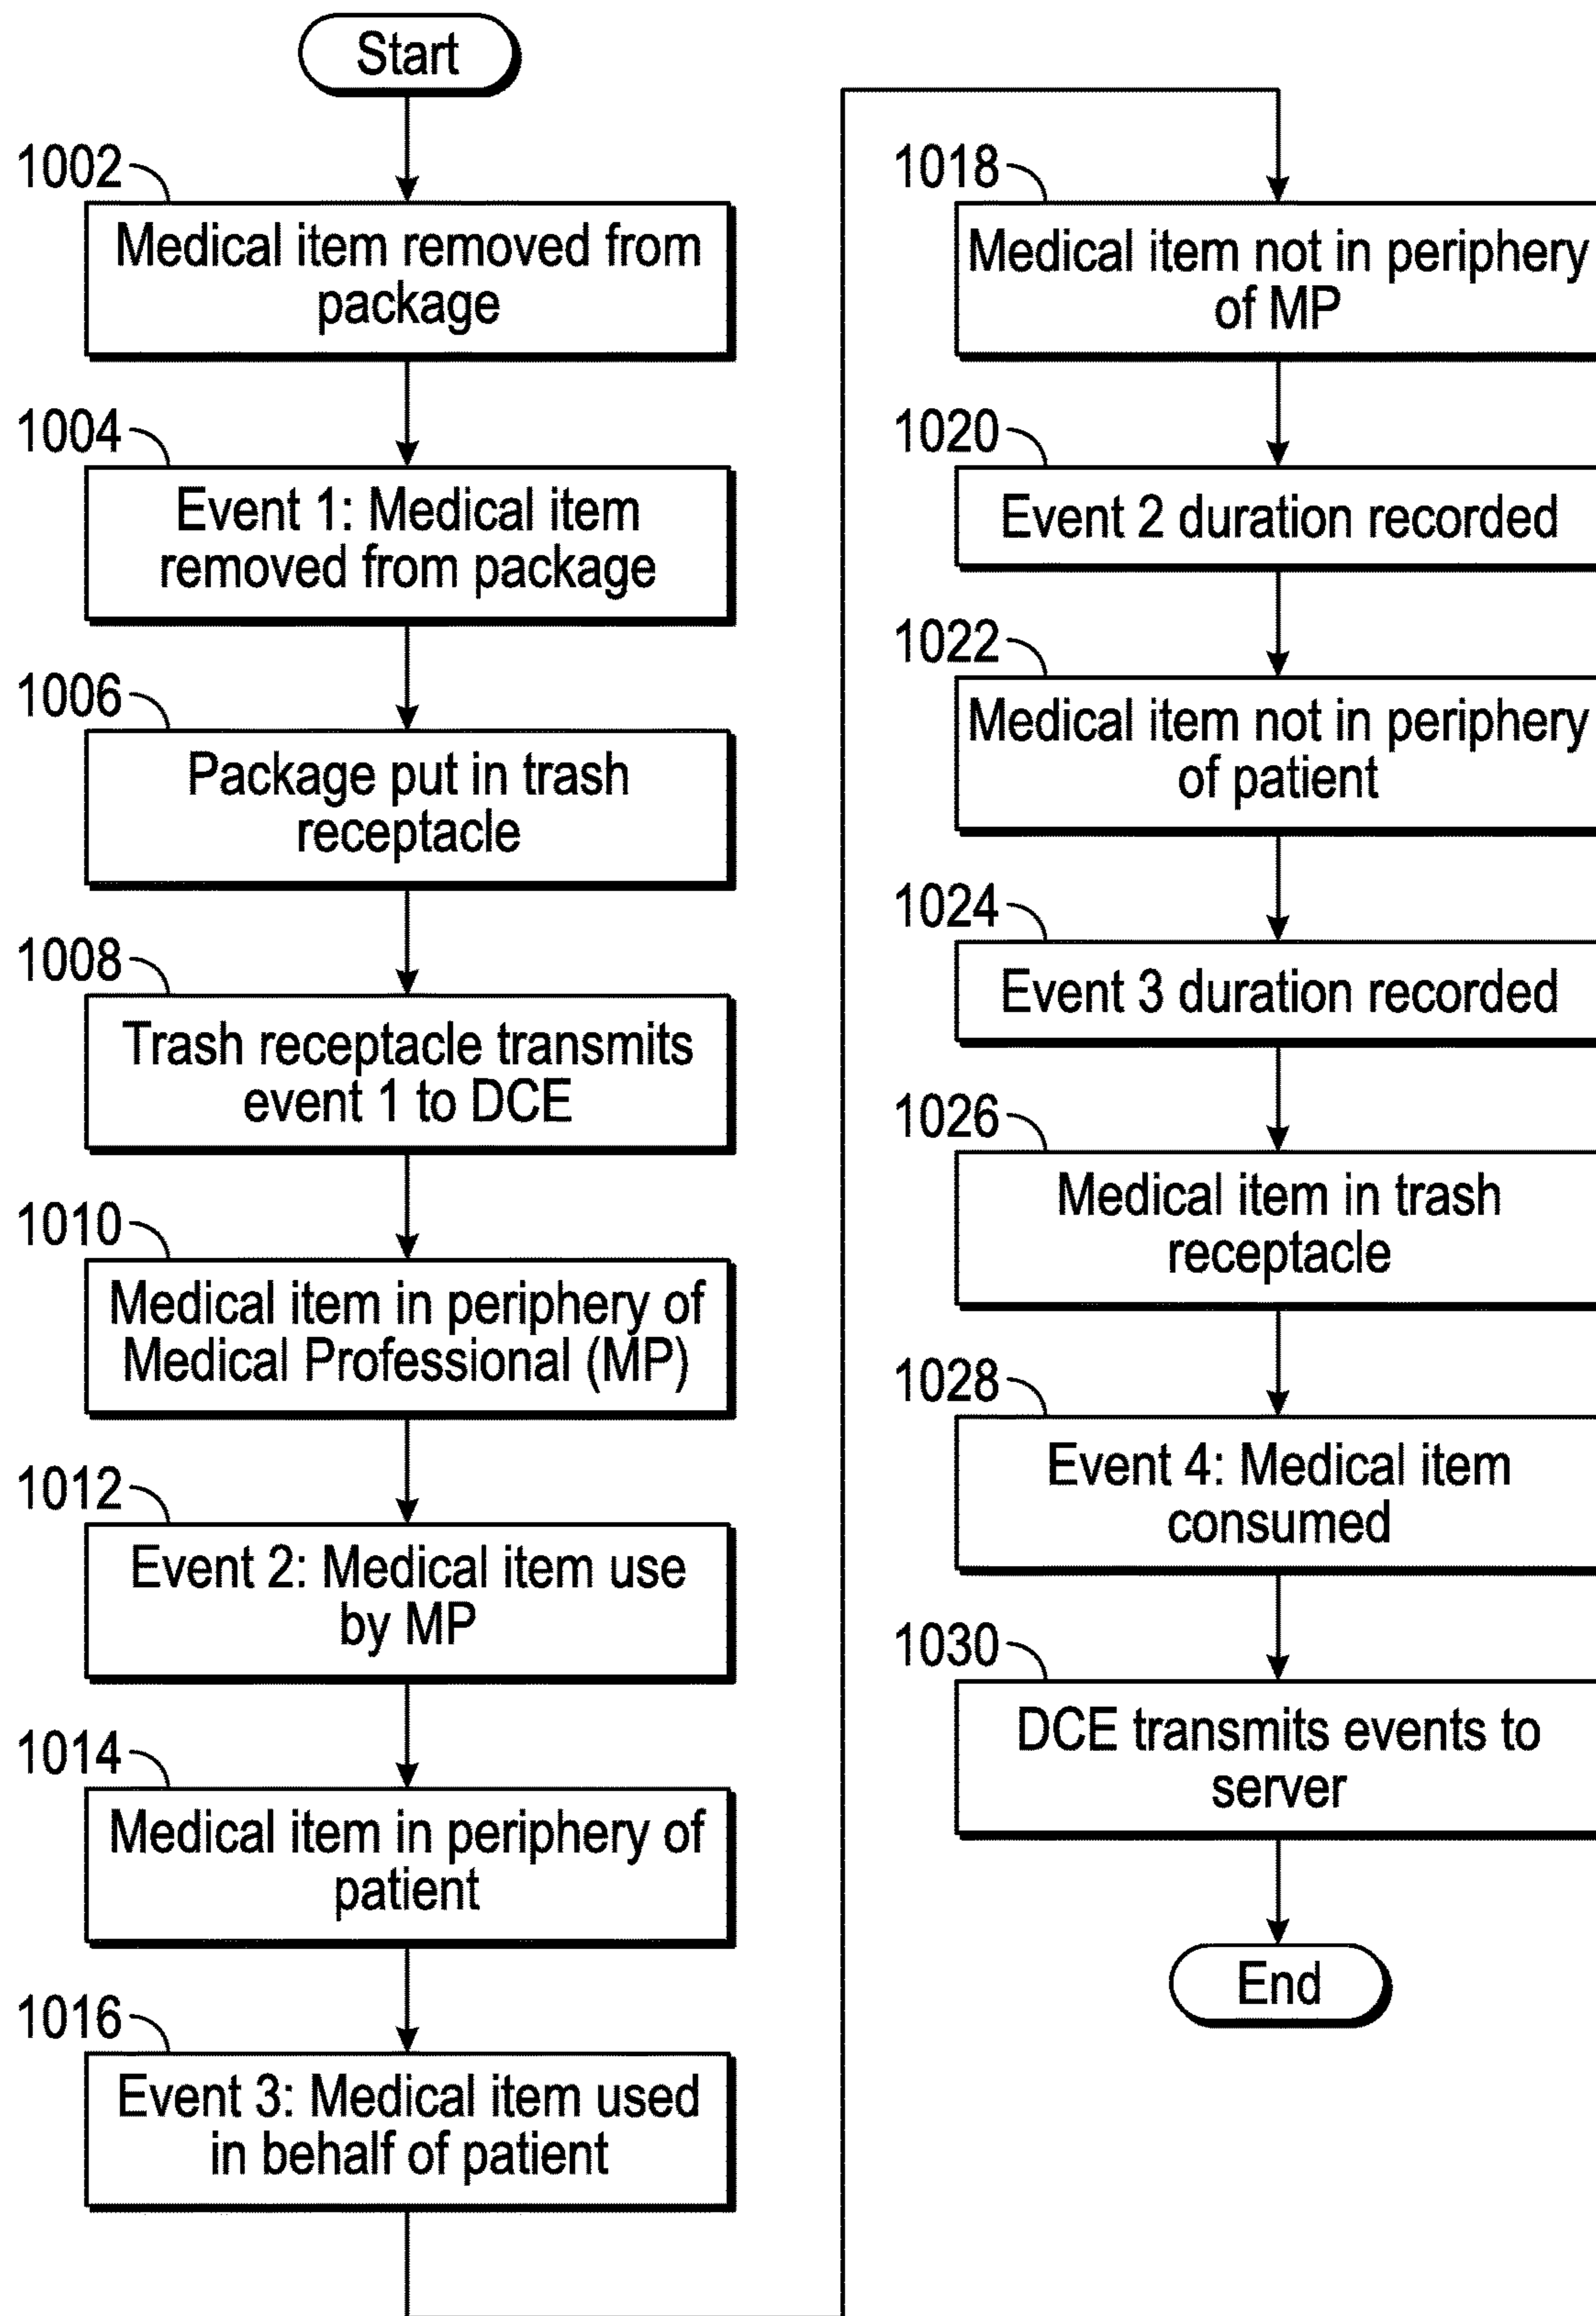 Start
1002
Medical item removed from
package
1004
Event 1: Medical item
removed from package
1006
Package put in trash
receptacle
1008
Trash receptacle transmits
event 1 to DCE
1010
Medical item in periphery of
Medical Professional (MP)
1012
Event 2: Medical item use
by MP
1014
Medical item in periphery of
patient
1016
Event 3: Medical item used
in behalf of patient
1018
Medical item not in periphery
of MP
1020
Event 2 duration recorded
1022
Medical item not in periphery
of patient
1024
Event 3 duration recorded
1026
Medical item in trash
receptacle
1028
Event 4: Medical item
consumed
1030
DCE transmits events to
server
End